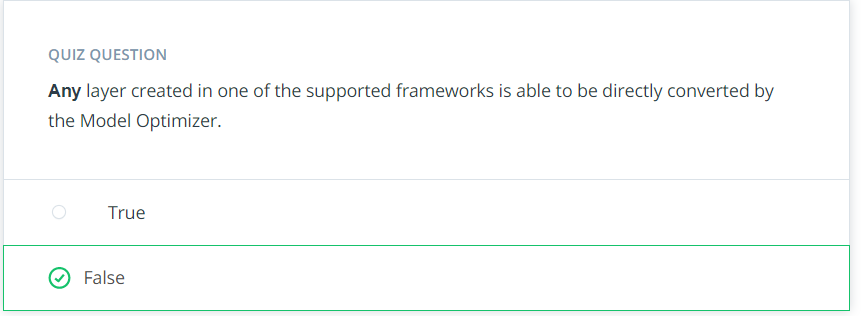 QUIZ QUESTION
Any layer created in one of the supported frameworks is able to be directly converted by
the Model Optimizer.
True
False